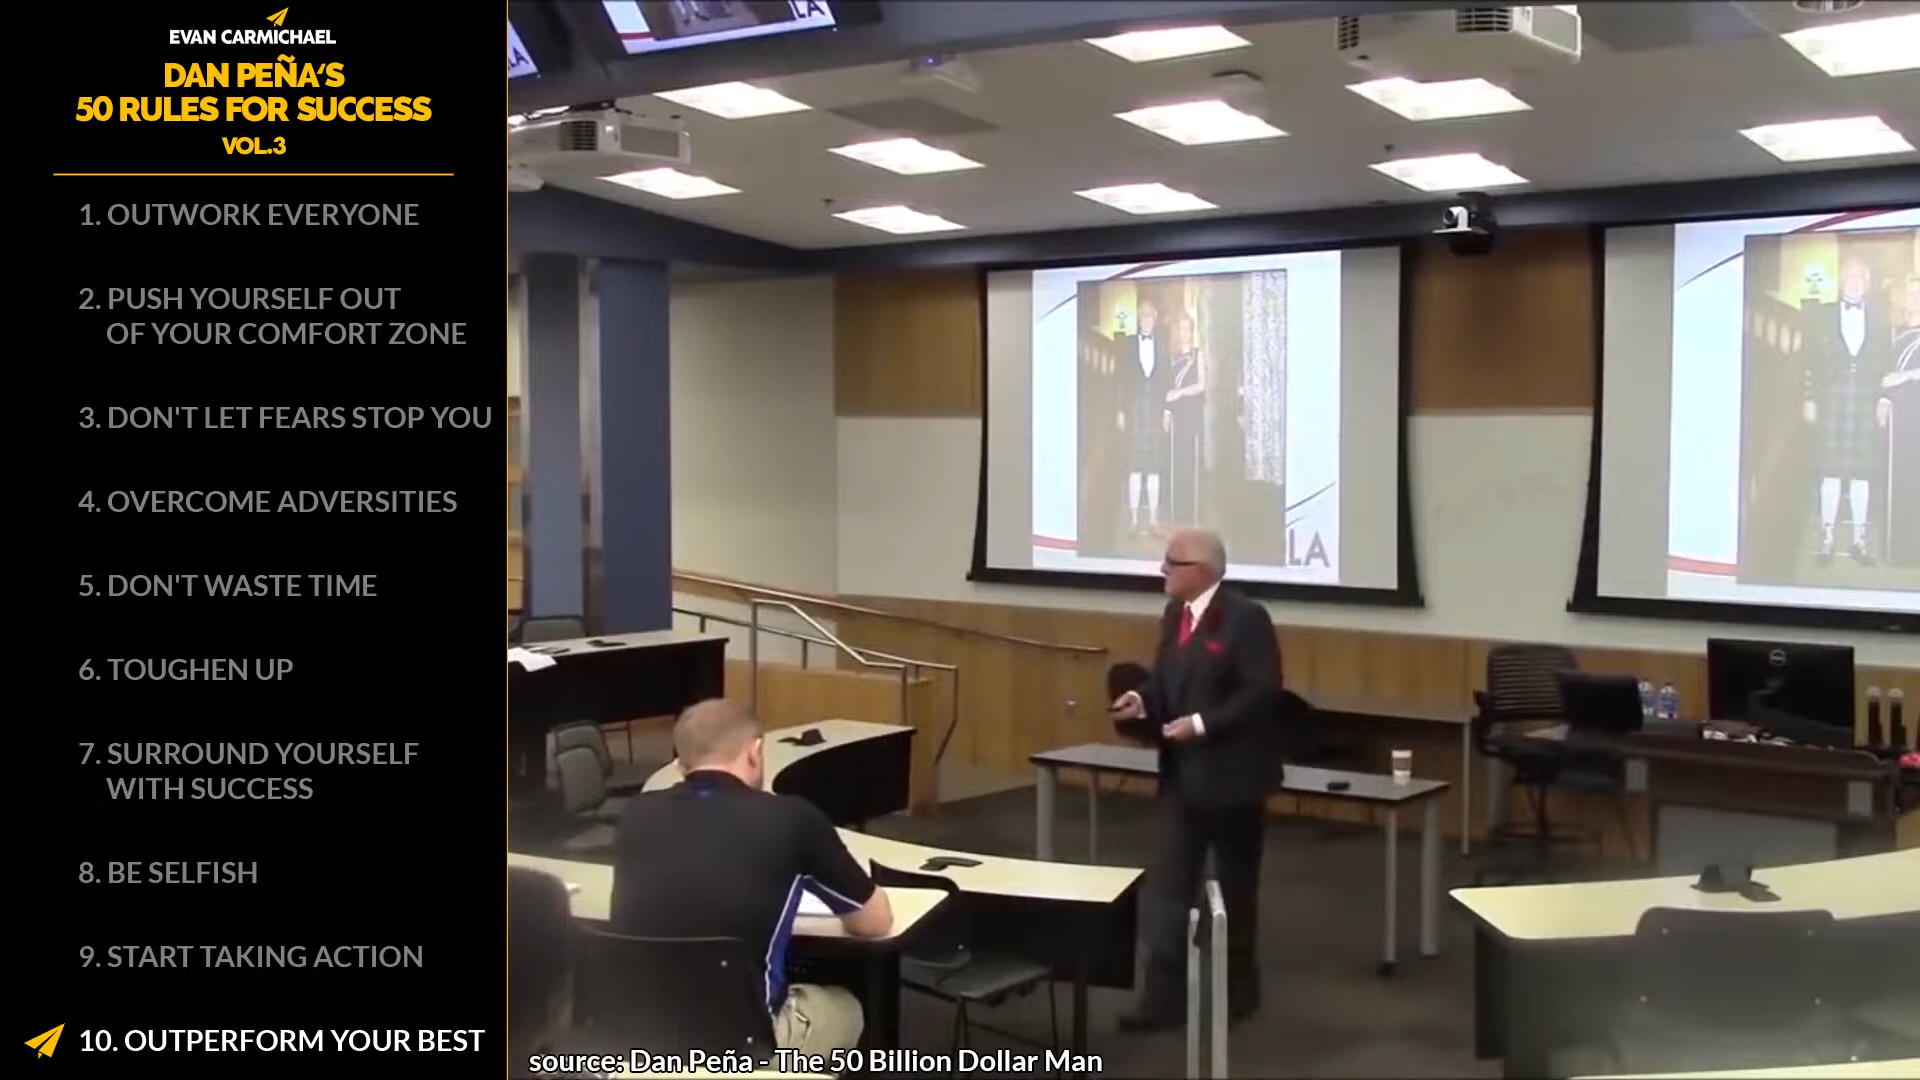 EVAN CARMICHAEL
DAN PEÑA'S
50 RULES FOR SUCCESS
VOL.3
1. OUTWORK EVERYONE
2. PUSH YOURSELF OUT
OF YOUR COMFORT ZONE
3. DON'T LET FEARS STOP YOU
4. OVERCOME ADVERSITIES
5. DON'T WASTE TIME
6. TOUGHEN UP
7. SURROUND YOURSELF
WITH SUCCESS
8. BE SELFISH
9. START TAKING ACTION
10. OUTPERFORM YOUR BEST
LA
LA
source: Dan Peña - The 50 Billion Dollar Man